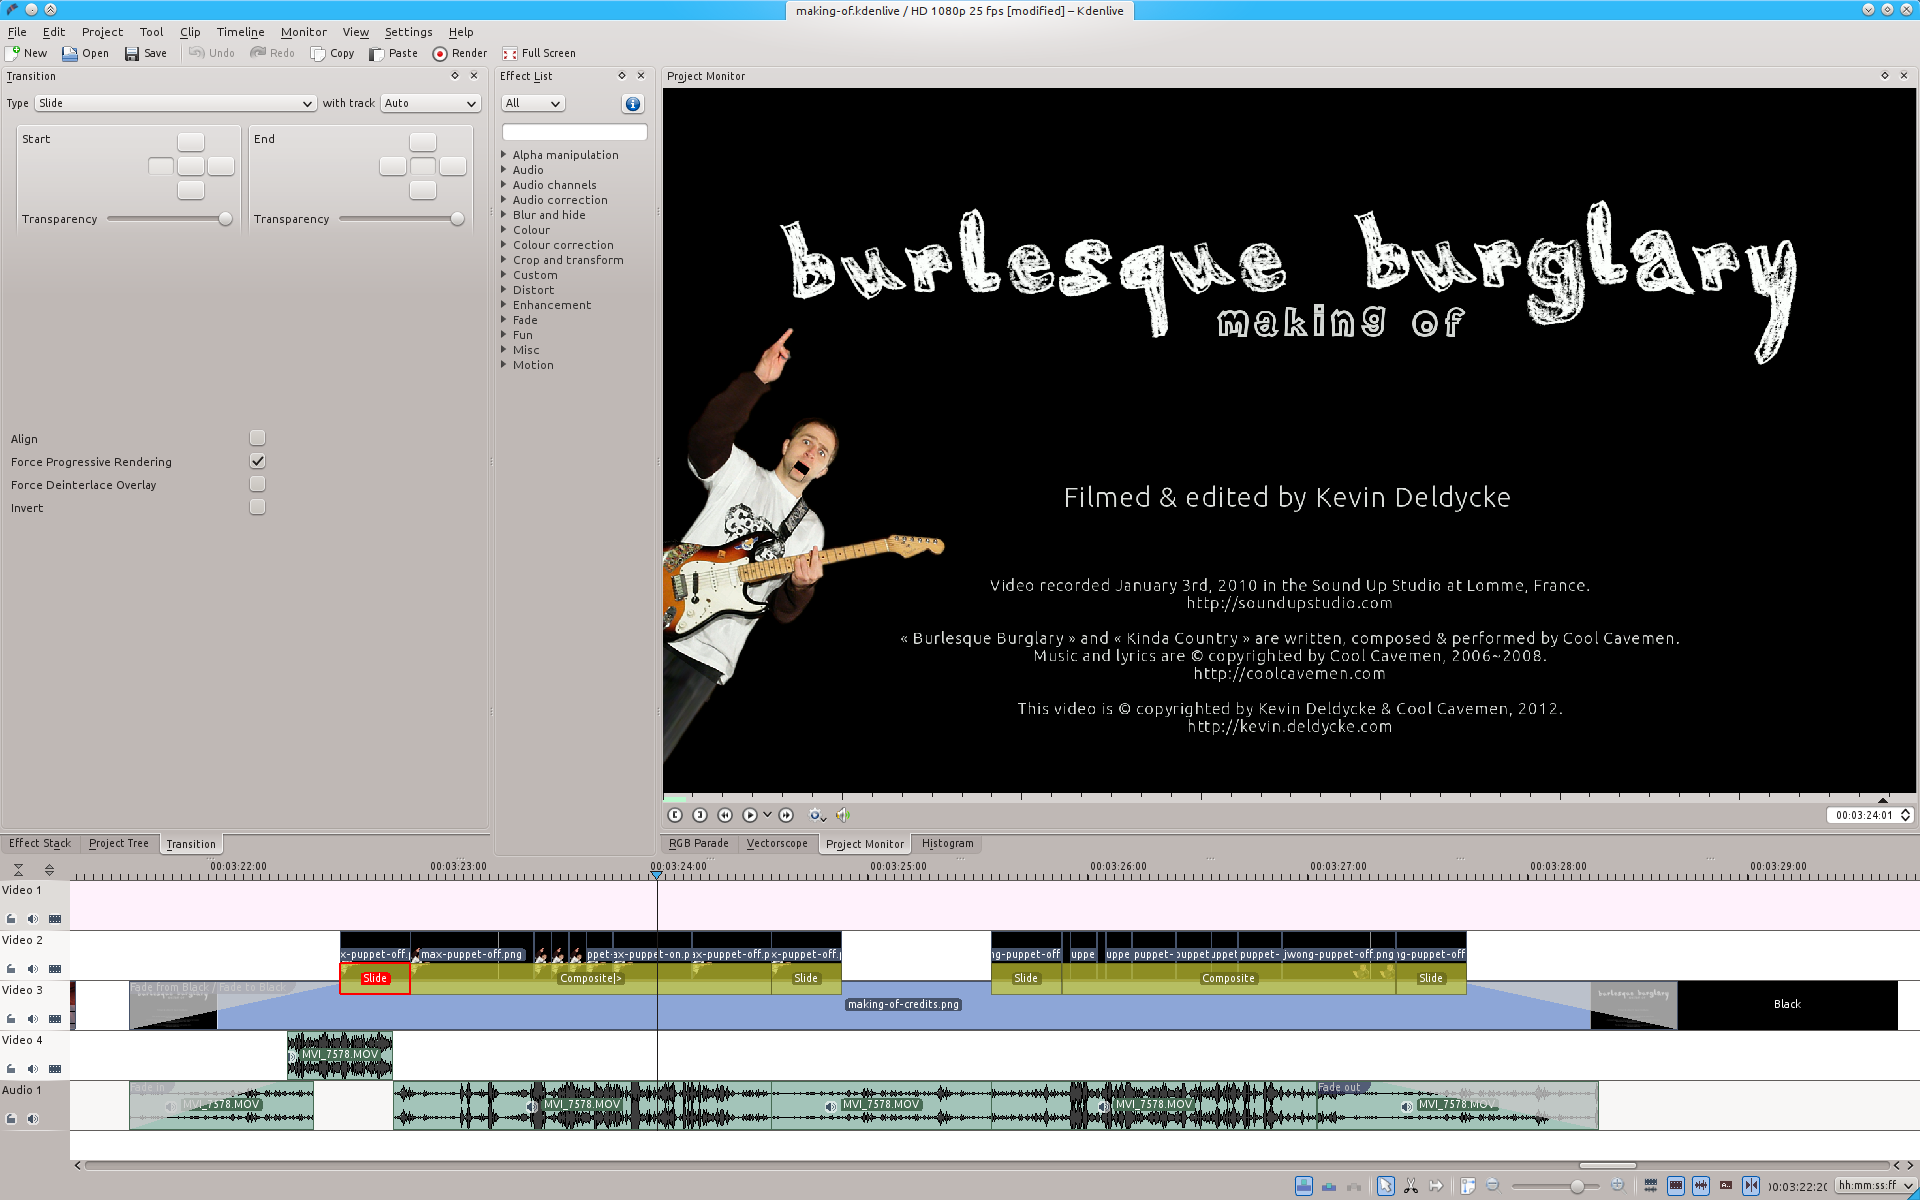 making-of.kdenlive / HD 1080p 25 fps [modified] – Kdenlive
File Edit Project Tool Clip Timeline Monitor View Settings Help
New Open Save Undo Redo Copy Paste Render Full Screen
Transition
Type Slide with track Auto
Start End
Transparency Transparency
Align
Force Progressive Rendering
Force Deinterlace Overlay
Invert
Effect Stack Project Tree Transition
Effect List
All
Alpha manipulation
Audio
Audio channels
Audio correction
Blur and hide
Colour
Colour correction
Crop and transform
Custom
Distort
Enhancement
Fade
Fun
Misc
Motion
Project Monitor
burlesque burglary
making of
Filmed & edited by Kevin Deldycke
Video recorded January 3rd, 2010 in the Sound Up Studio at Lomme, France.
http://soundupstudio.com
« Burlesque Burglary » and « Kinda Country » are written, composed & performed by Cool Cavemen.
Music and lyrics are © copyrighted by Cool Cavemen, 2006~2008.
http://coolcavemen.com
This video is © copyrighted by Kevin Deldycke & Cool Cavemen, 2012.
http://kevin.deldycke.com
00:03:24:01
RGB Parade Vectorscope Project Monitor Histogram
00:03:22:00 00:03:23:00 00:03:24:00 00:03:25:00 00:03:26:00 00:03:27:00 00:03:28:00 00:03:29:00
Video 1
Video 2
x-puppet-off. max-puppet-off.png x-puppet-on.p x-puppet-off.p x-puppet-off. g-puppet-off uppe uppe puppet- puppet- uppet puppet- jwong-puppet-off.png g-puppet-off
Slide Composite|> Slide Slide Composite Slide
Video 3
Fade from Black / Fade to Black making-of-credits.png Black
Video 4
MVI_7578.MOV
Audio 1
Fade in Fade out
MVI_7578.MOV MVI_7578.MOV MVI_7578.MOV MVI_7578.MOV MVI_7578.MOV
00:03:22:20 hh:mm:ss:ff